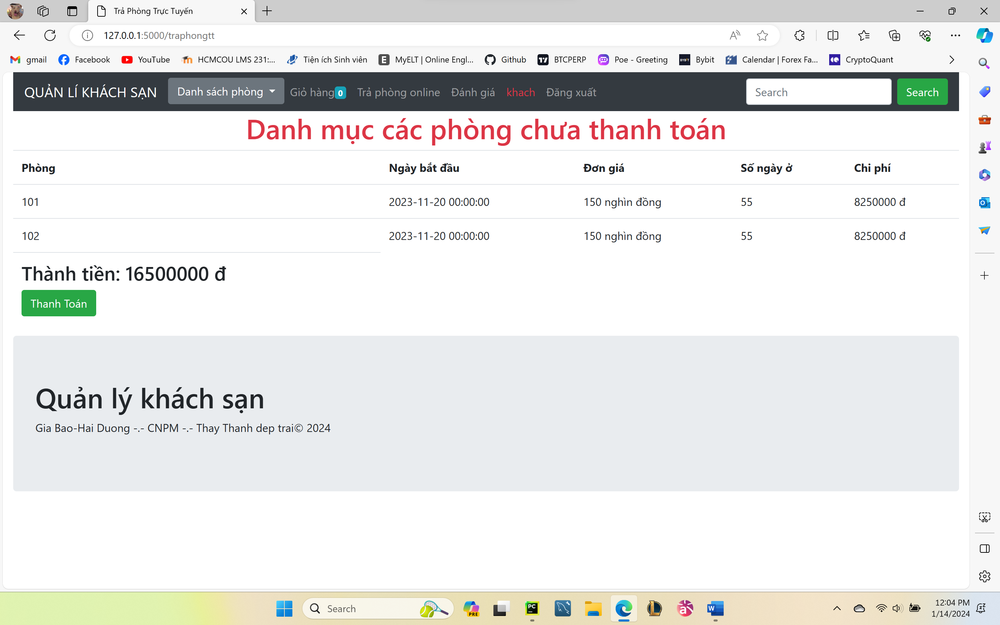 Trả Phòng Trực Tuyến
127.0.0.1:5000/traphongtt
gmail Facebook YouTube HCMCOU LMS 231:... Tiện ích Sinh viên MyELT | Online Engl... Github BTCPERP Poe - Greeting Bybit Calendar | Forex Fa... CryptoQuant
QUẢN LÍ KHÁCH SẠN Danh sách phòng Giỏ hàng 0 Trả phòng online Đánh giá khach Đăng xuất Search Search
Danh mục các phòng chưa thanh toán
Phòng Ngày bắt đầu Đơn giá Số ngày ở Chi phí
101 2023-11-20 00:00:00 150 nghìn đồng 55 8250000 đ
102 2023-11-20 00:00:00 150 nghìn đồng 55 8250000 đ
Thành tiền: 16500000 đ
Thanh Toán
Quản lý khách sạn
Gia Bao-Hai Duong -.- CNPM -.- Thay Thanh dep trai© 2024
Search
PRE
PC
W
12:04 PM
1/14/2024